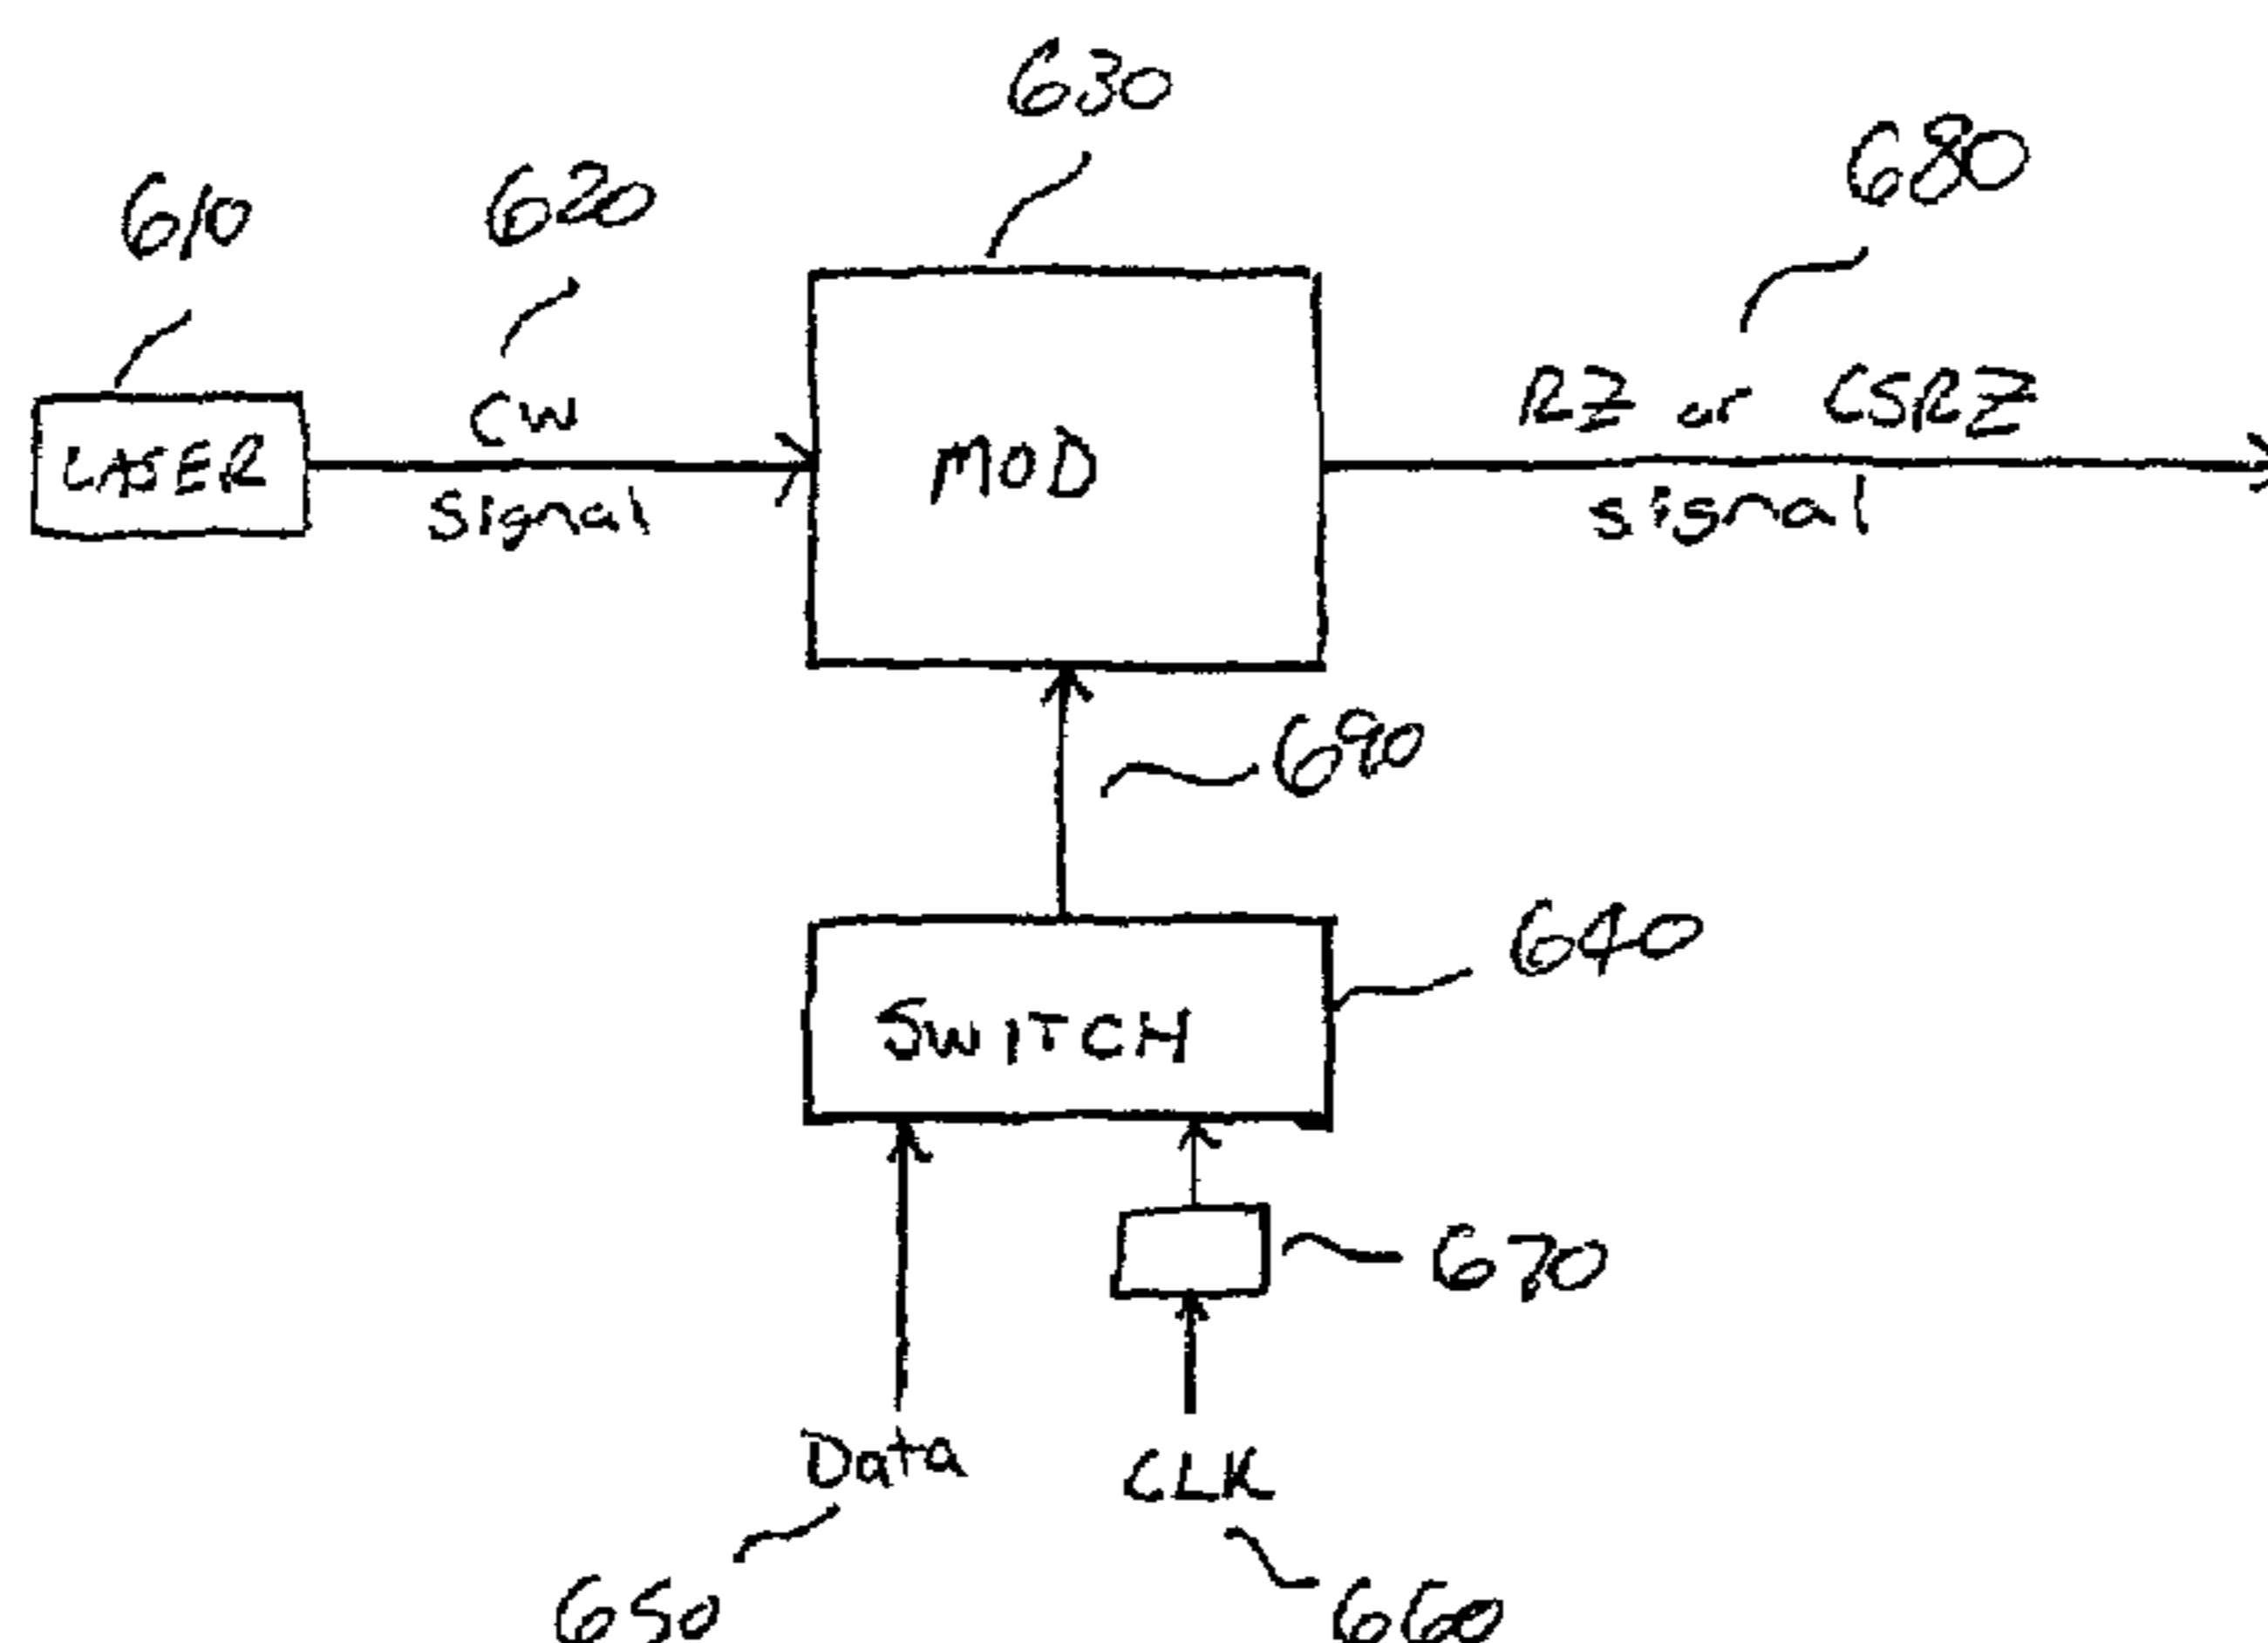 630
680
620
610
RZ or CSRZ
CW
LASER
MOD
signal
signal
690
640
SWITCH
670
Data
CLK
650
660